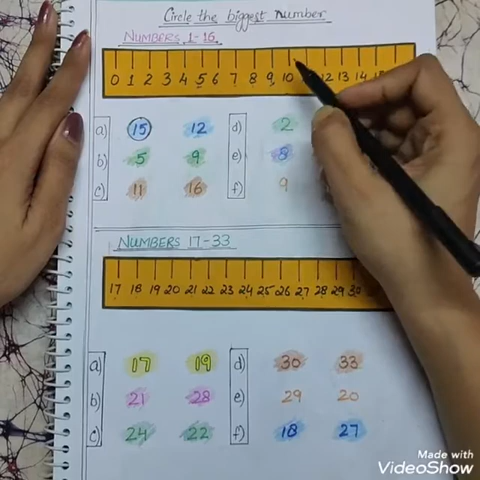 Circle the biggest number
NUMBERS 1-16
0 1 2 3 4 5 6 7 8 9 10 12 13 14
a) 15 12 d) 2
b) 5 9 e) 8
c) 11 16 f) 9
NUMBERS 17-33
17 18 19 20 21 22 23 24 25 26 27 28 29 30
a) 17 19 d) 30 33
b) 21 28 e) 29 20
c) 24 22 f) 18 27
Made with
VideoShow